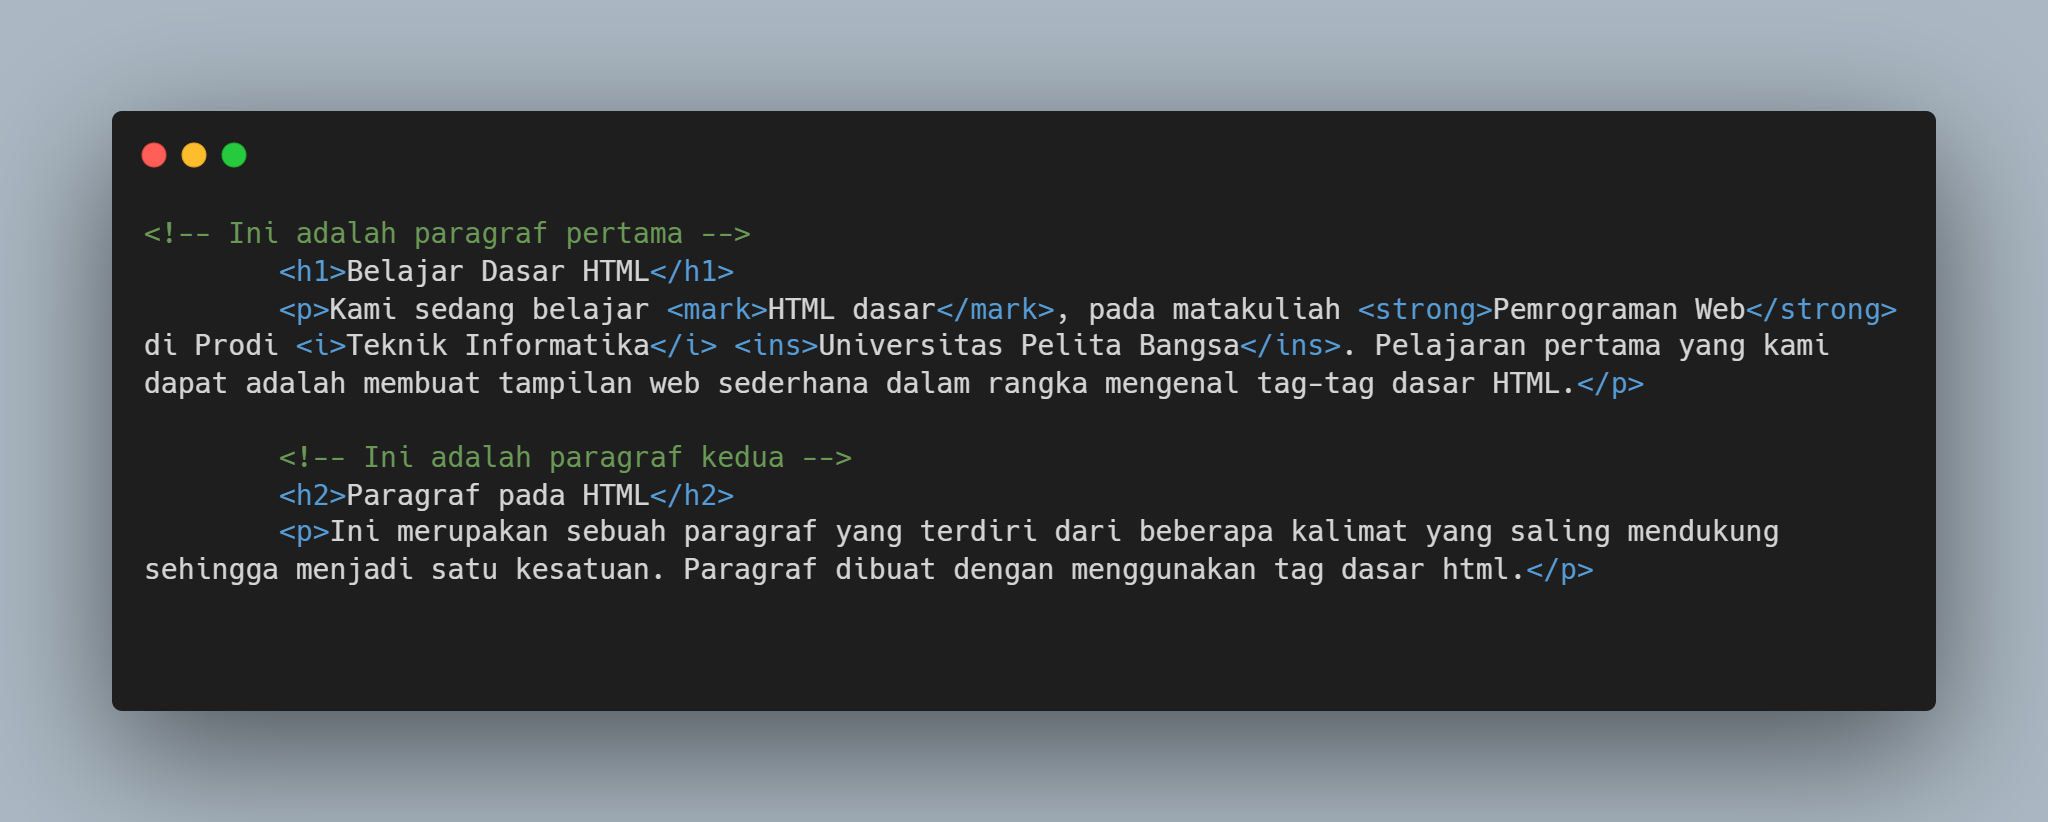 <!-- Ini adalah paragraf pertama -->
<h1>Belajar Dasar HTML</h1>
<p>Kami sedang belajar <mark>HTML dasar</mark>, pada matakuliah <strong>Pemrograman Web</strong>
di Prodi <i>Teknik Informatika</i> <ins>Universitas Pelita Bangsa</ins>. Pelajaran pertama yang kami
dapat adalah membuat tampilan web sederhana dalam rangka mengenal tag-tag dasar HTML.</p>
<!-- Ini adalah paragraf kedua -->
<h2>Paragraf pada HTML</h2>
<p>Ini merupakan sebuah paragraf yang terdiri dari beberapa kalimat yang saling mendukung
sehingga menjadi satu kesatuan. Paragraf dibuat dengan menggunakan tag dasar html.</p>